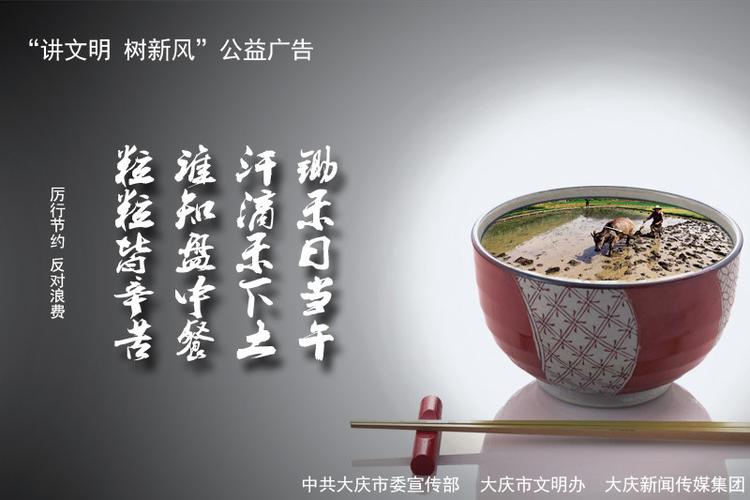 “讲文明 树新风”公益广告
锄禾日当午
汗滴禾下土
谁知盘中餐
粒粒皆辛苦
厉行节约 反对浪费
中共大庆市委宣传部 大庆市文明办 大庆新闻传媒集团